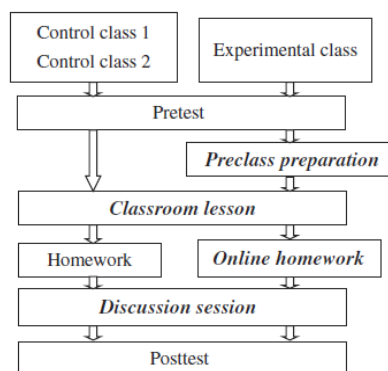 Control class 1
Control class 2
Experimental class
Pretest
Preclass preparation
Classroom lesson
Homework
Online homework
Discussion session
Posttest